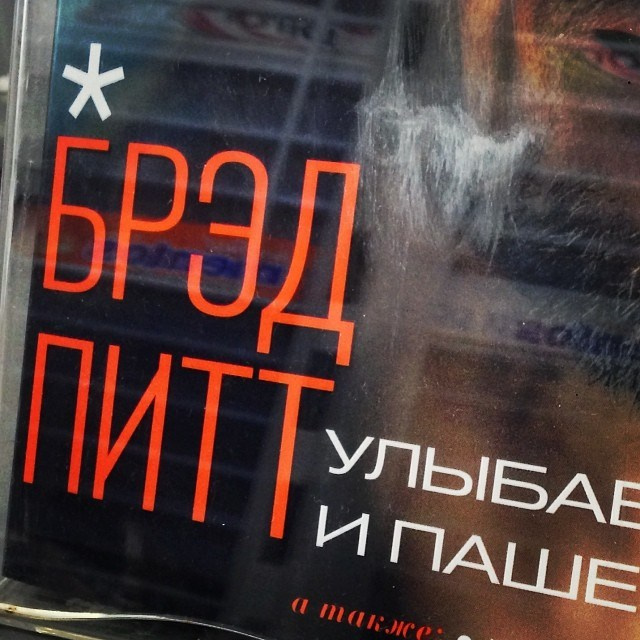 *
БРЭД
ПИТТ
УЛЫБАЕ
И ПАШЕ
а также: